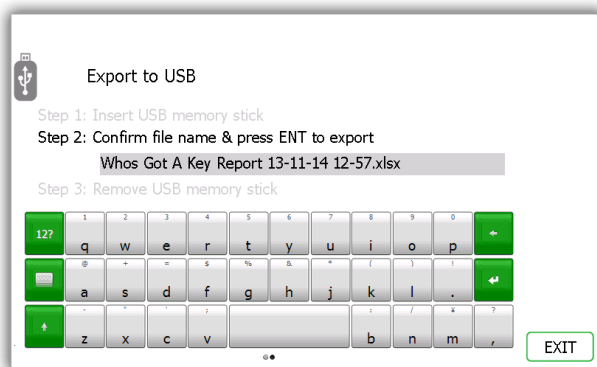 Export to USB
Step 1: Insert USB memory stick
Step 2: Confirm file name & press ENT to export
Whos Got A Key Report 13-11-14 12-57.xlsx
Step 3: Remove USB memory stick
1 2 3 4 5 6 7 8 9 0
12? q w e r t y u i o p
@ + = $ % & * ( ) !
a s d f g h j k l .
- " ' ; : / ¥ ?
z x c v b n m ,
EXIT